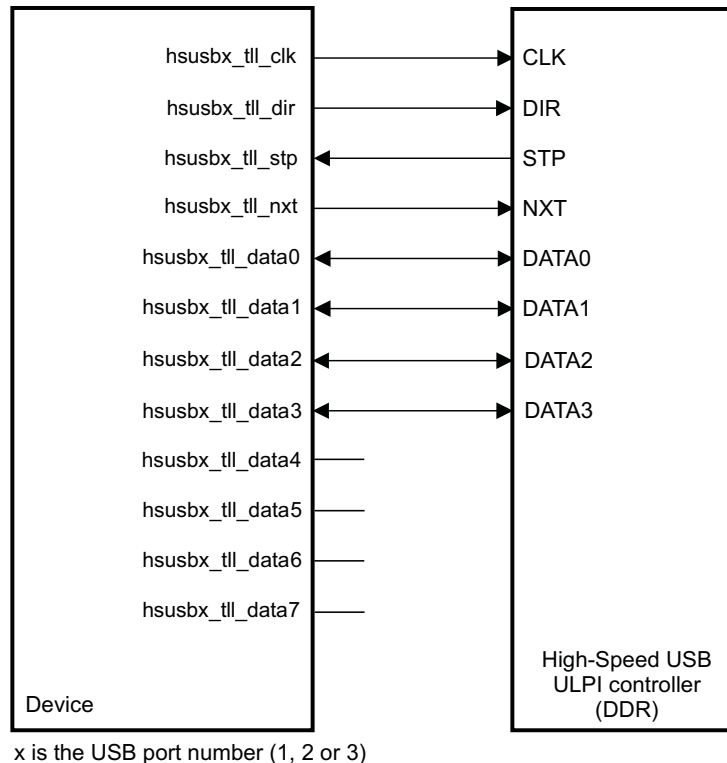 hsusbx_tll_clk
CLK
hsusbx_tll_dir
DIR
hsusbx_tll_stp
STP
hsusbx_tll_nxt
NXT
hsusbx_tll_data0
DATA0
hsusbx_tll_data1
DATA1
hsusbx_tll_data2
DATA2
hsusbx_tll_data3
DATA3
hsusbx_tll_data4
hsusbx_tll_data5
hsusbx_tll_data6
hsusbx_tll_data7
Device
High-Speed USB
ULPI controller
(DDR)
x is the USB port number (1, 2 or 3)